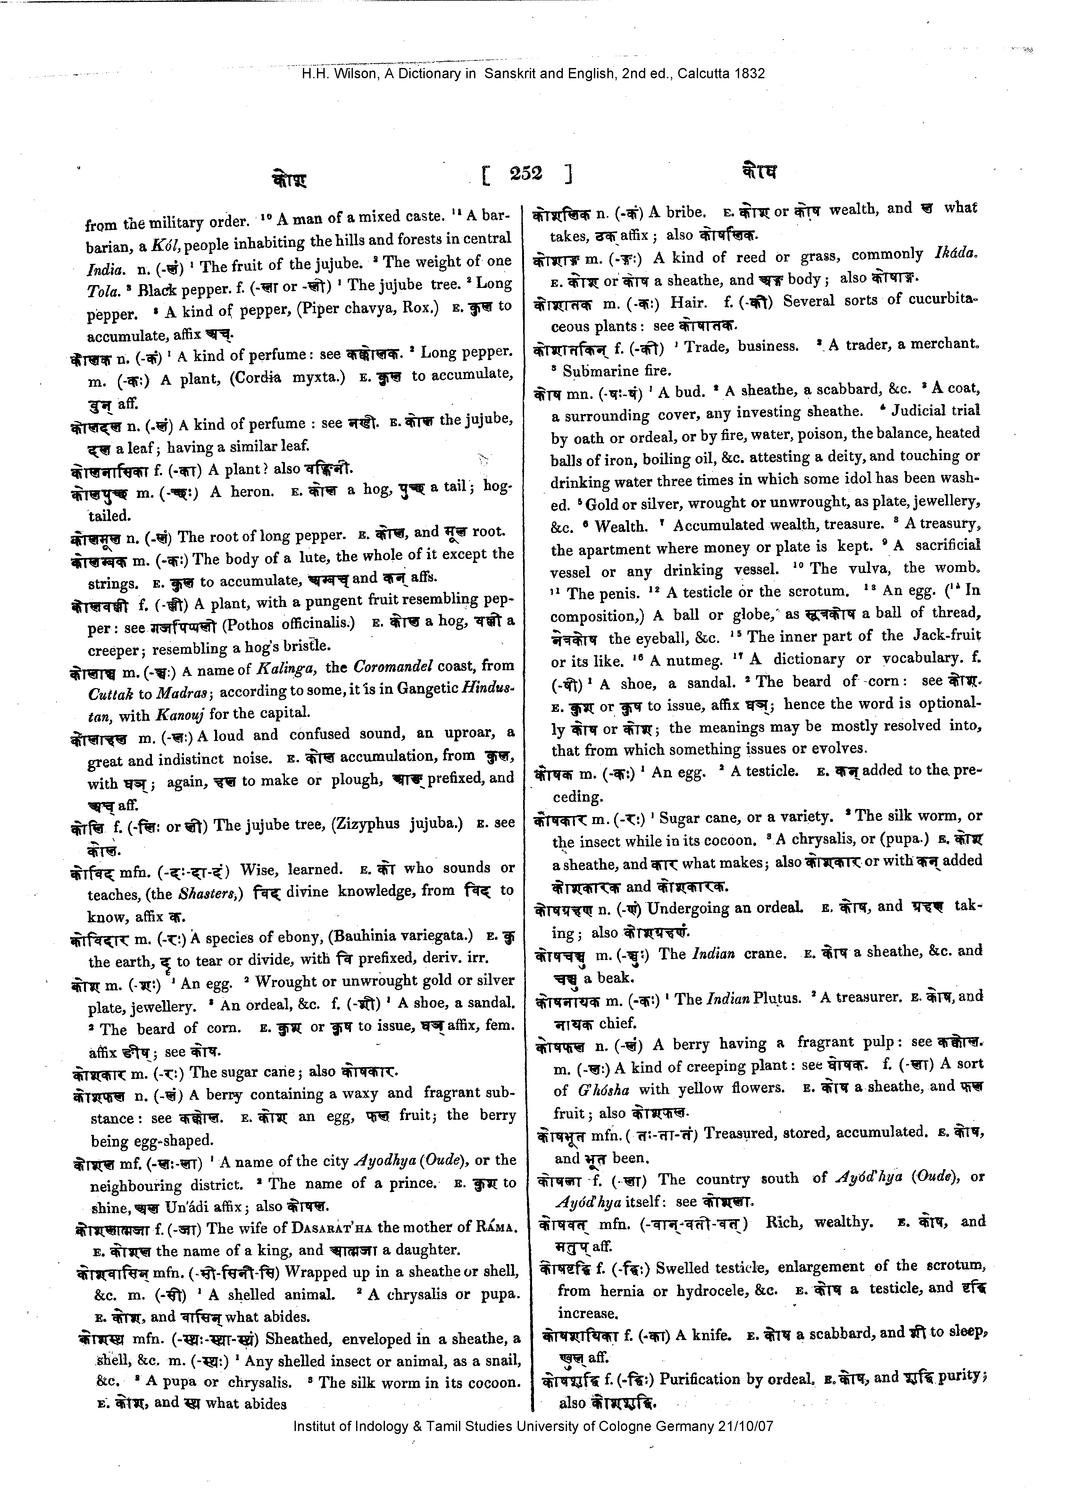 H.H. Wilson, A Dictionary in Sanskrit and English, 2nd ed., Calcutta 1832
कोश
[ 252 ]
कोष
from the military order. ¹⁰ A man of a mixed caste. ¹¹ A bar-
barian, a Kól, people inhabiting the hills and forests in central
India. n. (-लं) ¹ The fruit of the jujube. ² The weight of one
Tola. ³ Black pepper. f. (-ला or -ली) ¹ The jujube tree. ² Long
pepper. ³ A kind of pepper, (Piper chavya, Rox.) E. कुल to
accumulate, affix अच्.
कोलक n. (-कं) ¹ A kind of perfume: see कक्कोलक. ² Long pepper.
m. (-कः) A plant, (Cordia myxta.) E. कुल to accumulate,
वुन् aff.
कोलदल n. (-लं) A kind of perfume : see नखी. E. कोल the jujube,
दल a leaf; having a similar leaf.
कोलनासिका f. (-का) A plant? also वङ्किनी.
कोलपुच्छ m. (-च्छः) A heron. E. कोल a hog, पुच्छ a tail; hog-
tailed.
कोलमूल n. (-लं) The root of long pepper. E. कोल, and मूल root.
कोलम्बक m. (-कः) The body of a lute, the whole of it except the
strings. E. कुल to accumulate, अम्बच् and कन् affs.
कोलवल्ली f. (-ल्ली) A plant, with a pungent fruit resembling pep-
per : see गजपिप्पली (Pothos officinalis.) E. कोल a hog, वल्ली a
creeper; resembling a hog's bristle.
कोलाञ्च m. (-ञ्चः) A name of Kalinga, the Coromandel coast, from
Cuttak to Madras; according to some, it is in Gangetic Hindus-
tan, with Kanouj for the capital.
कोलाहल m. (-लः) A loud and confused sound, an uproar, a
great and indistinct noise. E. कोल accumulation, from कुल,
with घञ्; again, हल to make or plough, आङ् prefixed, and
अच् aff.
कोलि f. (-लिः or ली) The jujube tree, (Zizyphus jujuba.) E. see
कोल.
कोविद mfn. (-दः-दा-दं) Wise, learned. E. को who sounds or
teaches, (the Shasters,) विद divine knowledge, from विद to
know, affix क.
कोविदार m. (-रः) A species of ebony, (Bauhinia variegata.) E. कु
the earth, दृ to tear or divide, with वि prefixed, deriv. irr.
कोश m. (-शः) ¹ An egg. ² Wrought or unwrought gold or silver
plate, jewellery. ³ An ordeal, &c. f. (-शी) ¹ A shoe, a sandal.
² The beard of corn. E. कुश or कुष to issue, घञ् affix, fem.
affix ङीष्; see कोष.
कोशकार m. (-रः) The sugar cane; also कोषकार.
कोशफल n. (-लं) A berry containing a waxy and fragrant sub-
stance: see कक्कोल. E. कोश an egg, फल fruit; the berry
being egg-shaped.
कोशल mf. (-लः-ला) ¹ A name of the city Ayodhya (Oude), or the
neighbouring district. ² The name of a prince. E. कुश to
shine, अल Un'ádi affix; also कोषल.
कोशलात्मजा f. (-जा) The wife of DASARAT'HA the mother of RÁMA.
E. कोशल the name of a king, and आत्मजा a daughter.
कोशवासिन् mfn. (-सी-सिनी-सि) Wrapped up in a sheathe or shell,
&c. m. (-सी) ¹ A shelled animal. ² A chrysalis or pupa.
E. कोश, and वासिन् what abides.
कोशस्थ mfn. (-स्थः-स्था-स्थं) Sheathed, enveloped in a sheathe, a
shell, &c. m. (-स्थः) ¹ Any shelled insect or animal, as a snail,
&c. ² A pupa or chrysalis. ³ The silk worm in its cocoon.
E. कोश, and स्थ what abides
कोशलिक n. (-कं) A bribe. E. कोश or कोष wealth, and ल what
takes, ठक् affix; also कोषलिक.
कोशाङ्ग m. (-ङ्गः) A kind of reed or grass, commonly Ikáda.
E. कोश or कोष a sheathe, and अङ्ग body; also कोषाङ्ग.
कोशातक m. (-कः) Hair. f. (-की) Several sorts of cucurbita-
ceous plants: see कोषातक.
कोशातकिन् f. (-की) ¹ Trade, business. ² A trader, a merchant.
³ Submarine fire.
कोष mn. (-षः-षं) ¹ A bud. ² A sheathe, a scabbard, &c. ³ A coat,
a surrounding cover, any investing sheathe. ⁴ Judicial trial
by oath or ordeal, or by fire, water, poison, the balance, heated
balls of iron, boiling oil, &c. attesting a deity, and touching or
drinking water three times in which some idol has been wash-
ed. ⁵ Gold or silver, wrought or unwrought, as plate, jewellery,
&c. ⁶ Wealth. ⁷ Accumulated wealth, treasure. ⁸ A treasury,
the apartment where money or plate is kept. ⁹ A sacrificial
vessel or any drinking vessel. ¹⁰ The vulva, the womb.
¹¹ The penis. ¹² A testicle or the scrotum. ¹³ An egg. (¹⁴ In
composition,) A ball or globe, as सूत्रकोष a ball of thread,
नेत्रकोष the eyeball, &c. ¹⁵ The inner part of the Jack-fruit
or its like. ¹⁶ A nutmeg. ¹⁷ A dictionary or vocabulary. f.
(-षी) ¹ A shoe, a sandal. ² The beard of corn: see कोश.
E. कुश or कुष to issue, affix घञ्; hence the word is optional-
ly कोष or कोश; the meanings may be mostly resolved into,
that from which something issues or evolves.
कोषक m. (-कः) ¹ An egg. ² A testicle. E. कन् added to the pre-
ceding.
कोषकार m. (-रः) ¹ Sugar cane, or a variety. ² The silk worm, or
the insect while in its cocoon. ³ A chrysalis, or (pupa.) E. कोश
a sheathe, and कार what makes; also कोशकार or with कन् added
कोशकारक and कोशकारक.
कोषग्रहण n. (-णं) Undergoing an ordeal. E. कोष, and ग्रहण tak-
ing; also कोशग्रहण.
कोषचञ्चु m. (-ञ्चुः) The Indian crane. E. कोष a sheathe, &c. and
चञ्चु a beak.
कोषनायक m. (-कः) ¹ The Indian Plutus. ² A treasurer. E. कोष, and
नायक chief.
कोषफल n. (-लं) A berry having a fragrant pulp: see कक्कोल.
m. (-लः) A kind of creeping plant: see घोषक. f. (-ला) A sort
of G'hósha with yellow flowers. E. कोष a sheathe, and फल
fruit; also कोशफल.
कोषभूत mfn. ( तः-ता-तं) Treasured, stored, accumulated. E. कोष,
and भूत been.
कोषला f. (-ला) The country south of Ayód'hya (Oude), or
Ayód'hya itself: see कोशला.
कोषवत् mfn. (-वान्-वती-वत्) Rich, wealthy. E. कोष, and
मतुप् aff.
कोषवृद्धि f. (-द्धिः) Swelled testicle, enlargement of the scrotum,
from hernia or hydrocele, &c. E. कोष a testicle, and वृद्धि
increase.
कोषशायिका f. (-का) A knife. E. कोष a scabbard, and शी to sleep,
ण्वुल् aff.
कोषशुद्धि f. (-द्धिः) Purification by ordeal. E. कोष, and शुद्धि purity;
also कोशशुद्धि.
Institut of Indology & Tamil Studies University of Cologne Germany 21/10/07